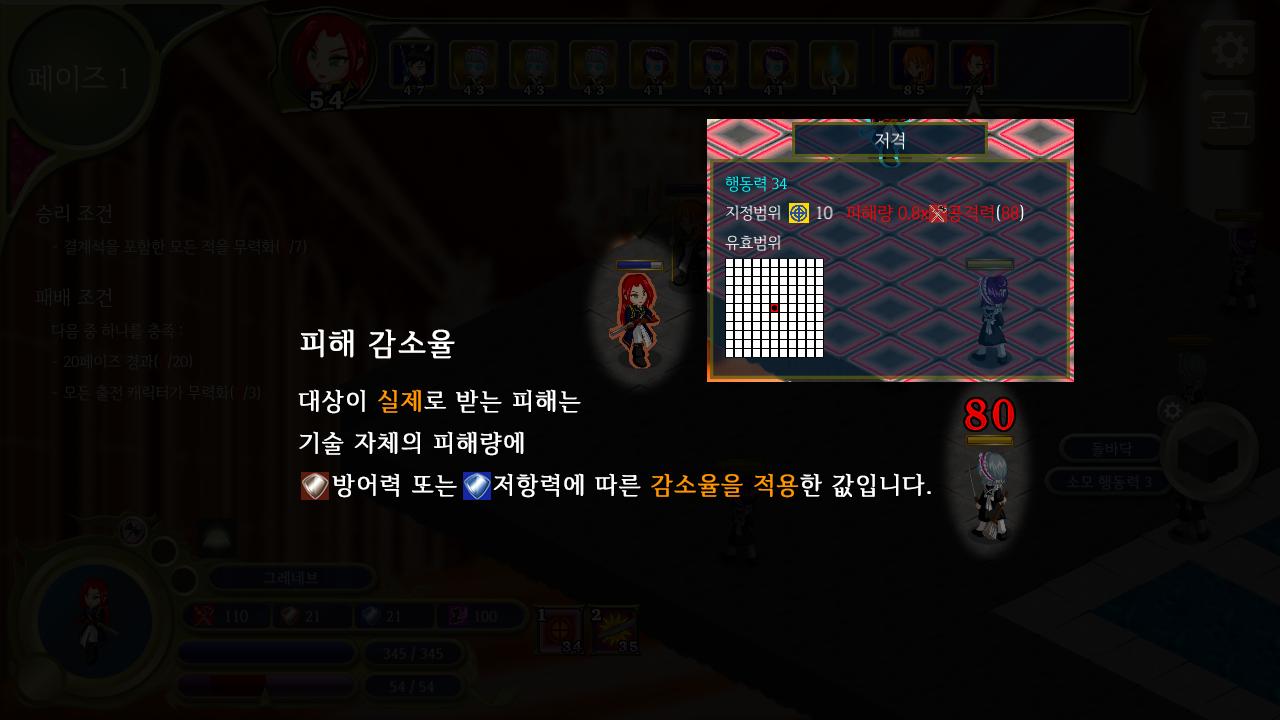 페이즈 1
54
47
43
43
43
41
41
41
1
Next
85
74
로그
저격
행동력 34
지정범위 10 피해량 0.8x 공격력(88)
유효범위
승리 조건
- 결계석을 포함한 모든 적을 무력화( /7)
패배 조건
다음 중 하나를 충족 :
- 20페이즈 경과( /20)
- 모든 출전 캐릭터가 무력화( /3)
피해 감소율
대상이 실제로 받는 피해는
기술 자체의 피해량에
방어력 또는 저항력에 따른 감소율을 적용한 값입니다.
80
돌바닥
소모 행동력 3
그레네브
110
21
21
100
345 / 345
54 / 54
1
34
2
35